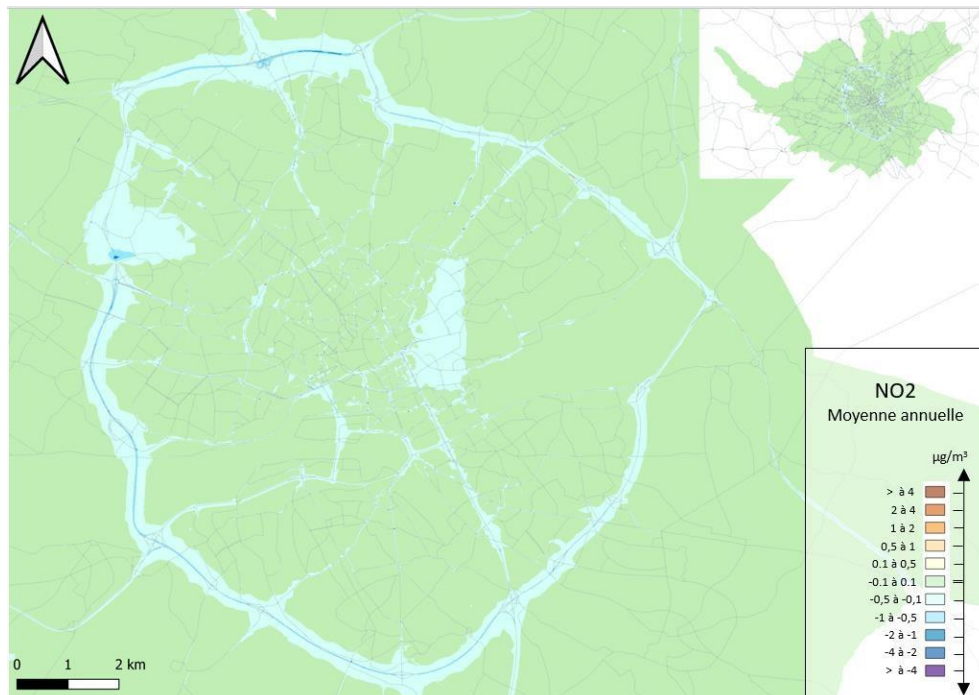 NO2
Moyenne annuelle
µg/m³
> à 4
2 à 4
1 à 2
0,5 à 1
0.1 à 0,5
-0.1 à 0.1
-0,5 à -0,1
-1 à -0,5
-2 à -1
-4 à -2
> à -4
0 1 2 km